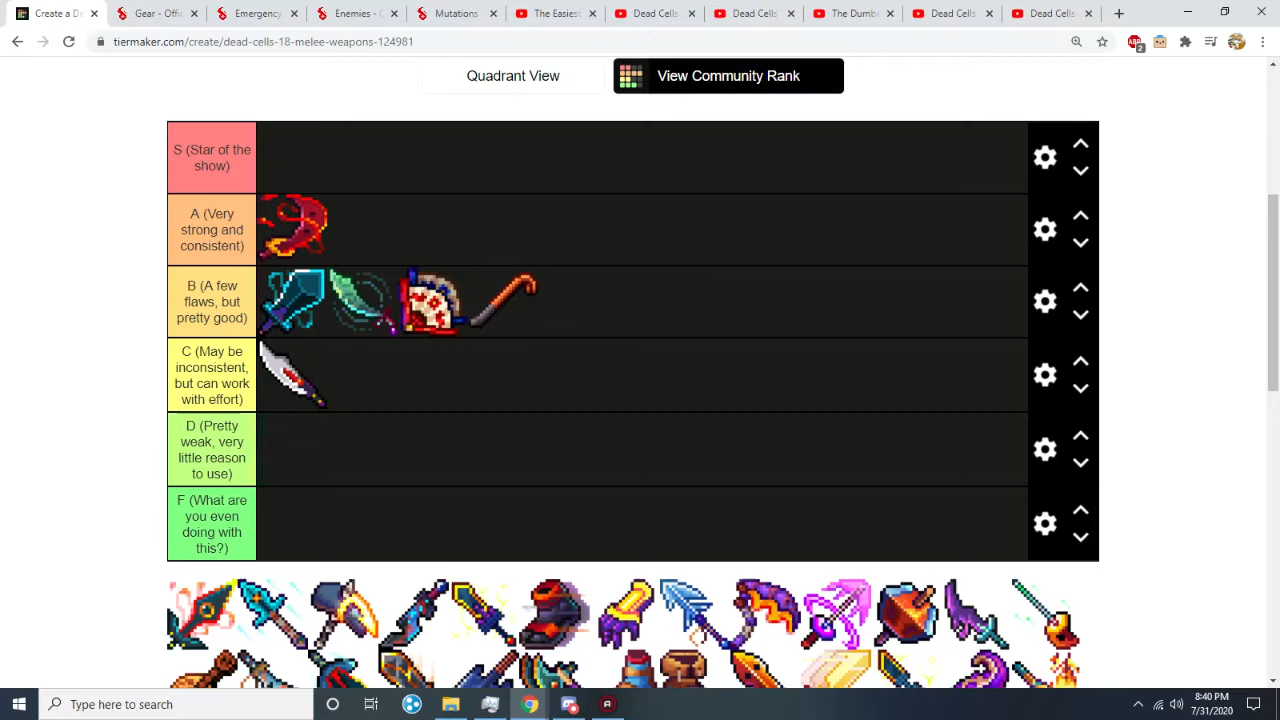 Create a D
Gear - Offi
Emergency
Enemies - 
Mutations
The Easiest
Dead Cells
Dead Cells
The Dumb
Dead Cells
Dead Cells
tiermaker.com/create/dead-cells-18-melee-weapons-124981
ABP
2
Quadrant View
View Community Rank
S (Star of the
show)
A (Very
strong and
consistent)
B (A few
flaws, but
pretty good)
C (May be
inconsistent,
but can work
with effort)
D (Pretty
weak, very
little reason
to use)
F (What are
you even
doing with
this?)
Type here to search
8:40 PM
7/31/2020